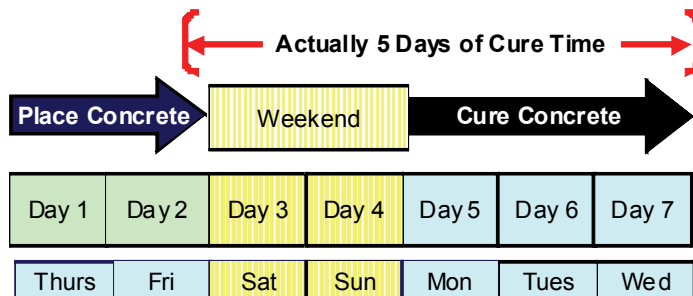 Actually 5 Days of Cure Time
Place Concrete Weekend Cure Concrete
Day 1 Day 2 Day 3 Day 4 Day 5 Day 6 Day 7
Thurs Fri Sat Sun Mon Tues Wed